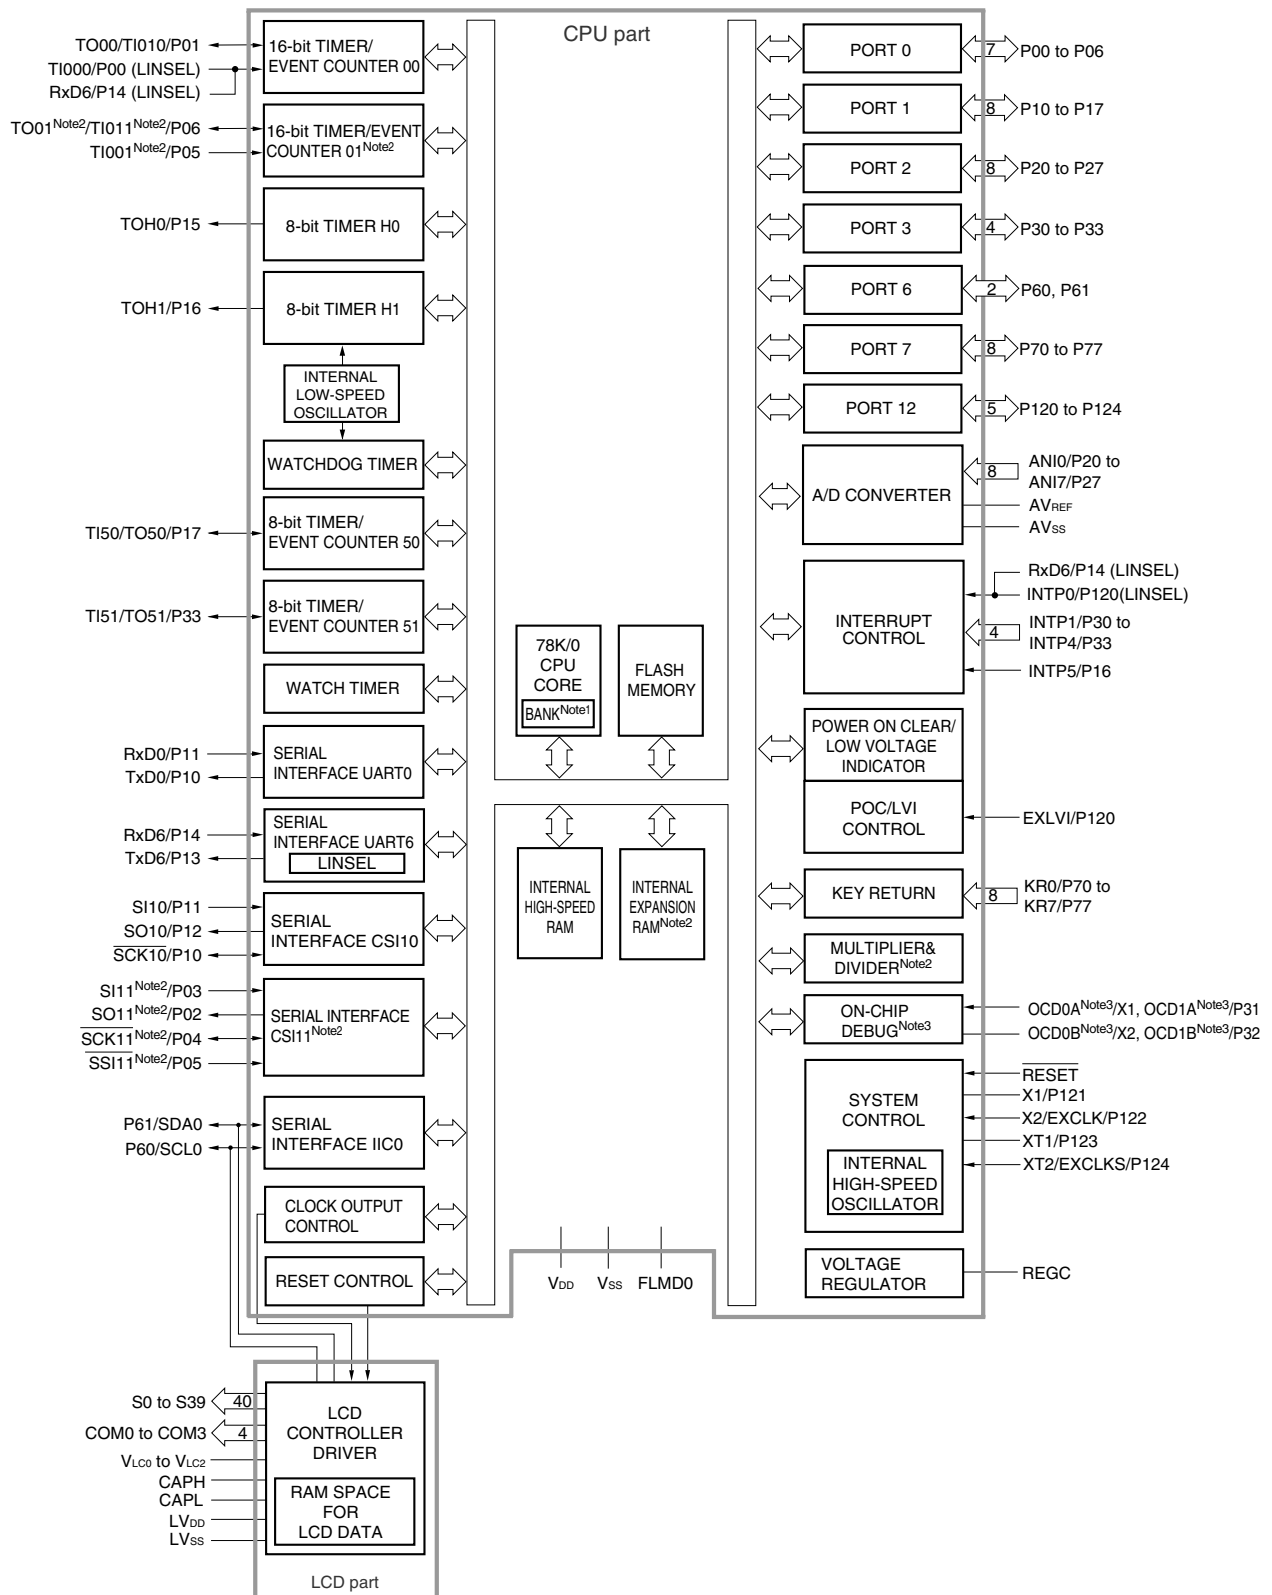 CPU part
TO00/TI010/P01
TI000/P00 (LINSEL)
RxD6/P14 (LINSEL)
16-bit TIMER/
EVENT COUNTER 00
TO01Note2/TI011Note2/P06
TI001Note2/P05
16-bit TIMER/EVENT
COUNTER 01Note2
TOH0/P15
8-bit TIMER H0
TOH1/P16
8-bit TIMER H1
INTERNAL
LOW-SPEED
OSCILLATOR
WATCHDOG TIMER
TI50/TO50/P17
8-bit TIMER/
EVENT COUNTER 50
TI51/TO51/P33
8-bit TIMER/
EVENT COUNTER 51
WATCH TIMER
RxD0/P11
TxD0/P10
SERIAL
INTERFACE UART0
RxD6/P14
TxD6/P13
SERIAL
INTERFACE UART6
LINSEL
SI10/P11
SO10/P12
SCK10/P10
SERIAL
INTERFACE CSI10
SI11Note2/P03
SO11Note2/P02
SCK11Note2/P04
SSI11Note2/P05
SERIAL INTERFACE
CSI11Note2
P61/SDA0
P60/SCL0
SERIAL
INTERFACE IIC0
CLOCK OUTPUT
CONTROL
RESET CONTROL
78K/0
CPU
CORE
BANKNote1
FLASH
MEMORY
INTERNAL
HIGH-SPEED
RAM
INTERNAL
EXPANSION
RAMNote2
VDD
VSS
FLMD0
PORT 0
7
P00 to P06
PORT 1
8
P10 to P17
PORT 2
8
P20 to P27
PORT 3
4
P30 to P33
PORT 6
2
P60, P61
PORT 7
8
P70 to P77
PORT 12
5
P120 to P124
A/D CONVERTER
8
ANI0/P20 to
ANI7/P27
AVREF
AVSS
INTERRUPT
CONTROL
RxD6/P14 (LINSEL)
INTP0/P120(LINSEL)
4
INTP1/P30 to
INTP4/P33
INTP5/P16
POWER ON CLEAR/
LOW VOLTAGE
INDICATOR
POC/LVI
CONTROL
EXLVI/P120
KEY RETURN
8
KR0/P70 to
KR7/P77
MULTIPLIER&
DIVIDERNote2
ON-CHIP
DEBUGNote3
OCD0ANote3/X1, OCD1ANote3/P31
OCD0BNote3/X2, OCD1BNote3/P32
SYSTEM
CONTROL
INTERNAL
HIGH-SPEED
OSCILLATOR
RESET
X1/P121
X2/EXCLK/P122
XT1/P123
XT2/EXCLKS/P124
VOLTAGE
REGULATOR
REGC
S0 to S39
40
COM0 to COM3
4
VLC0 to VLC2
CAPH
CAPL
LVDD
LVSS
LCD
CONTROLLER
DRIVER
RAM SPACE
FOR
LCD DATA
LCD part